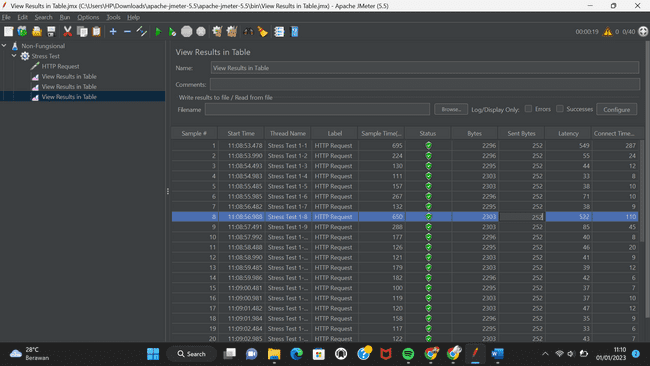 View Results in Table.jmx (C:\Users\HP\Downloads\apache-jmeter-5.5\apache-jmeter-5.5\bin\View Results in Table.jmx) - Apache JMeter (5.5)
File Edit Search Run Options Tools Help
00:00:19 0 0/40
Non-Fungsional
Stress Test
HTTP Request
View Results in Table
View Results in Table
View Results in Table
View Results in Table
Name: View Results in Table
Comments:
Write results to file / Read from file
Filename Browse... Log/Display Only: Errors Successes Configure
Sample # Start Time Thread Name Label Sample Time(... Status Bytes Sent Bytes Latency Connect Time...
1 11:08:53.478 Stress Test 1-1 HTTP Request 695 2296 252 549 287
2 11:08:53.990 Stress Test 1-2 HTTP Request 224 2296 252 55 24
3 11:08:54.493 Stress Test 1-3 HTTP Request 130 2296 252 44 12
4 11:08:54.983 Stress Test 1-4 HTTP Request 111 2303 252 33 8
5 11:08:55.485 Stress Test 1-5 HTTP Request 157 2303 252 38 10
6 11:08:55.985 Stress Test 1-6 HTTP Request 267 2296 252 71 10
7 11:08:56.482 Stress Test 1-7 HTTP Request 132 2296 252 38 9
8 11:08:56.988 Stress Test 1-8 HTTP Request 650 2303 252 532 110
9 11:08:57.491 Stress Test 1-9 HTTP Request 288 2303 252 85 45
10 11:08:57.992 Stress Test 1-... HTTP Request 177 2296 252 40 8
11 11:08:58.488 Stress Test 1-... HTTP Request 126 2296 252 46 20
12 11:08:58.990 Stress Test 1-... HTTP Request 121 2303 252 41 9
13 11:08:59.485 Stress Test 1-... HTTP Request 179 2303 252 39 12
14 11:08:59.986 Stress Test 1-... HTTP Request 182 2296 252 42 6
15 11:09:00.481 Stress Test 1-... HTTP Request 100 2296 252 37 7
16 11:09:00.981 Stress Test 1-... HTTP Request 119 2303 252 37 10
17 11:09:01.482 Stress Test 1-... HTTP Request 120 2303 252 47 12
18 11:09:01.984 Stress Test 1-... HTTP Request 158 2296 252 35 9
19 11:09:02.484 Stress Test 1-... HTTP Request 117 2296 252 33 6
20 11:09:02.985 Stress Test 1-... HTTP Request 122 2303 252 43 7
28°C
Berawan
Search
11:10
01/01/2023